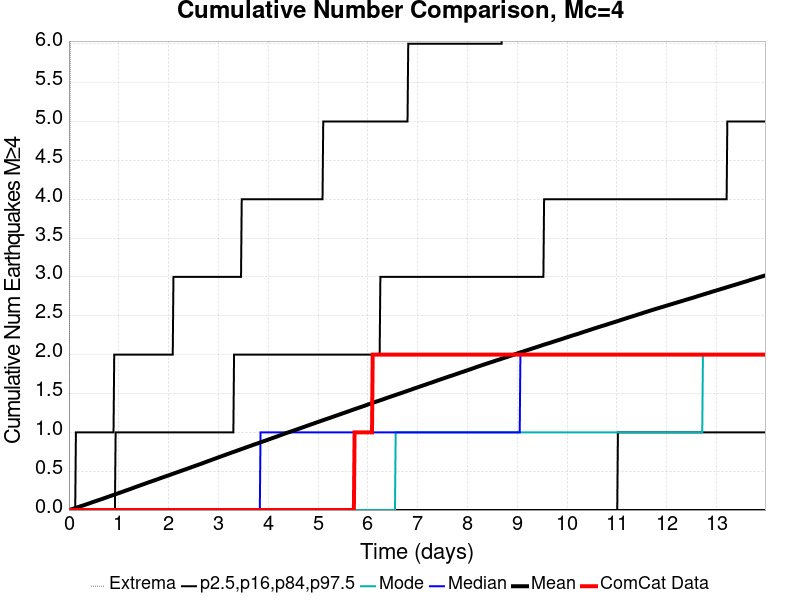 Cumulative Number Comparison, Mc=4
Cumulative Num Earthquakes M≥4
6.0
5.5
5.0
4.5
4.0
3.5
3.0
2.5
2.0
1.5
1.0
0.5
0.0
0 1 2 3 4 5 6 7 8 9 10 11 12 13
Time (days)
Extrema p2.5,p16,p84,p97.5 Mode Median Mean ComCat Data